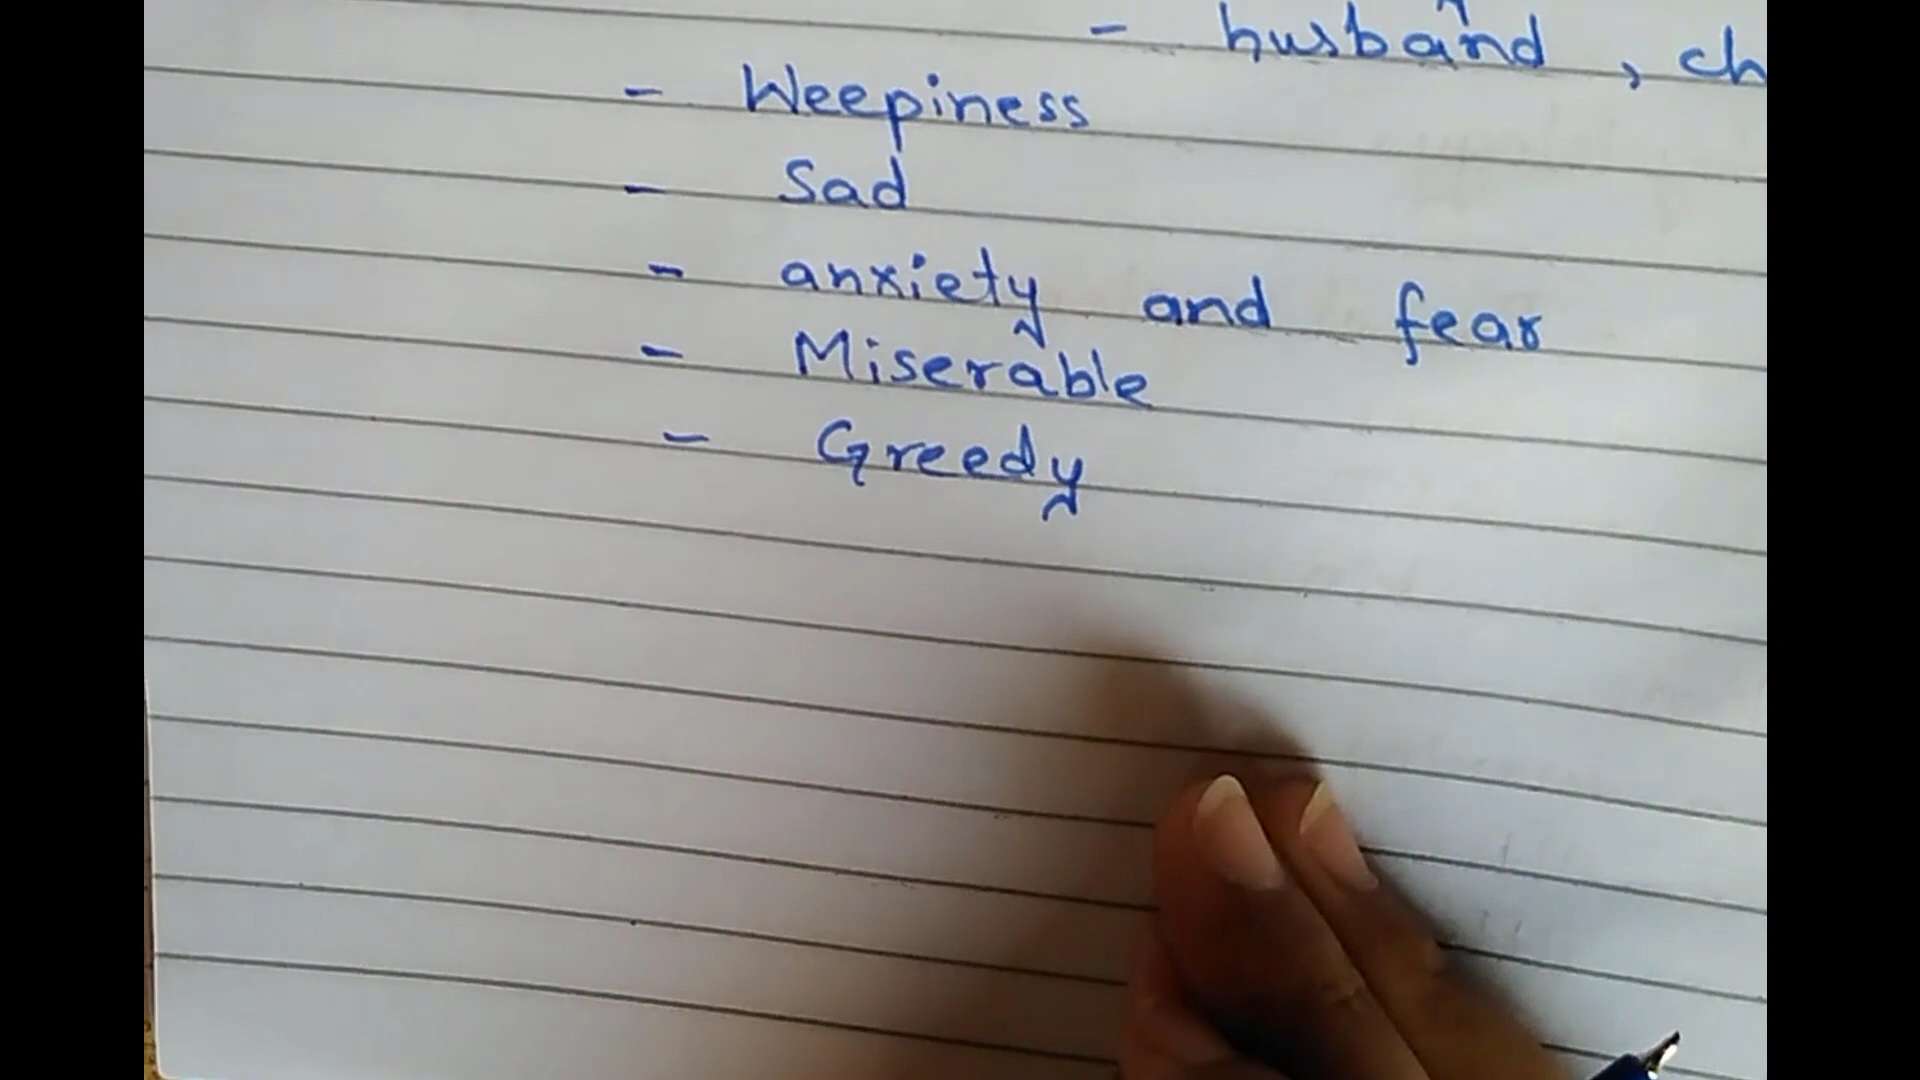 - husband, ch
- Weepiness
- Sad
- anxiety and fear
- Miserable
- Greedy